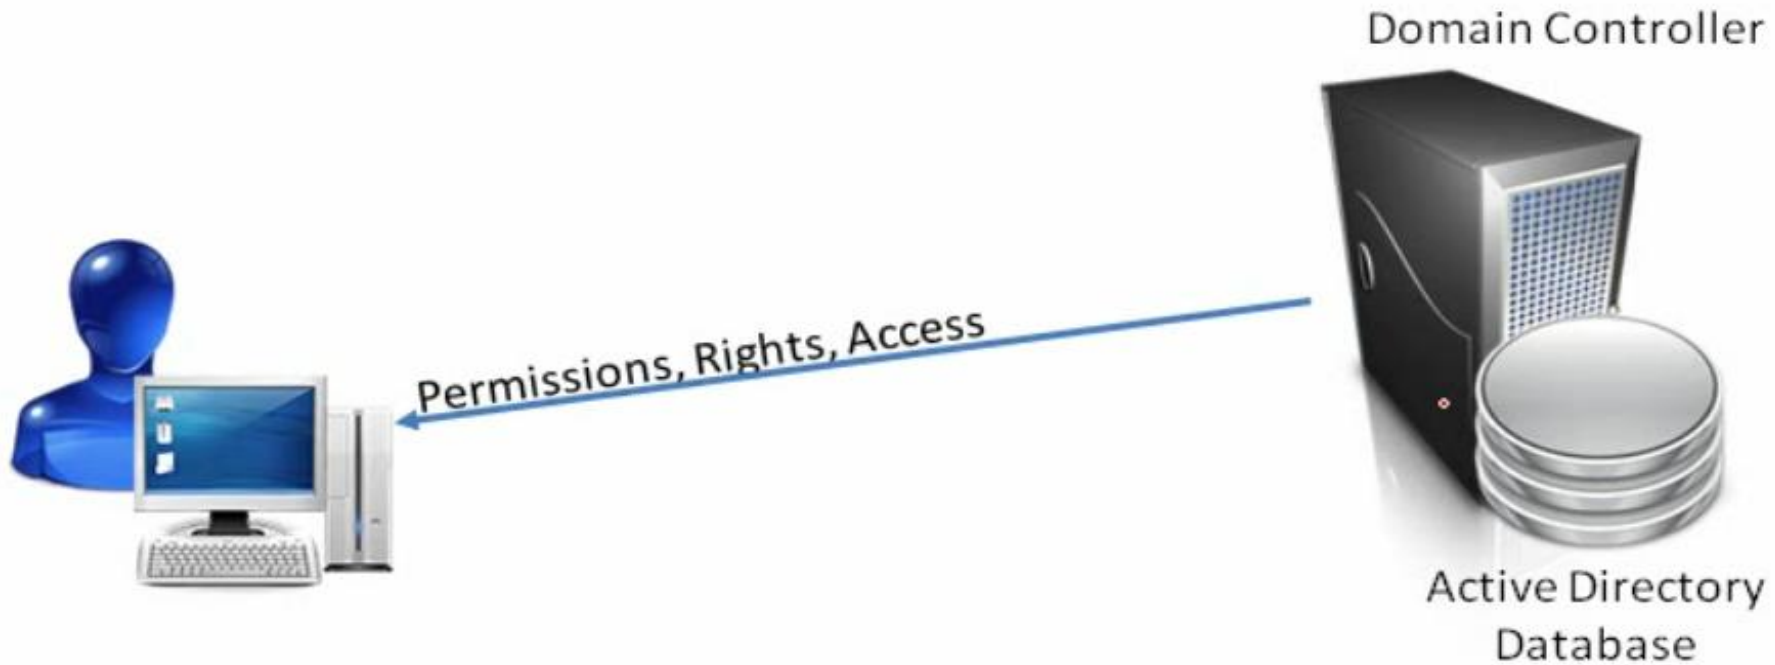 Domain Controller
Permissions, Rights, Access
Active Directory
Database